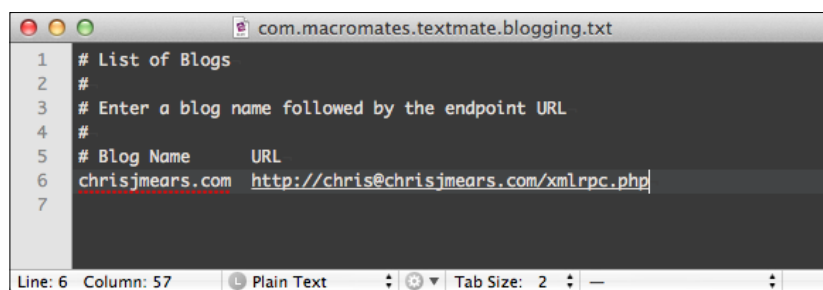 com.macromates.textmate.blogging.txt
1 # List of Blogs
2 #
3 # Enter a blog name followed by the endpoint URL
4 #
5 # Blog Name URL
6 chrisjmears.com http://chris@chrisjmears.com/xmlrpc.php
7
Line: 6 Column: 57 L Plain Text Tab Size: 2 —